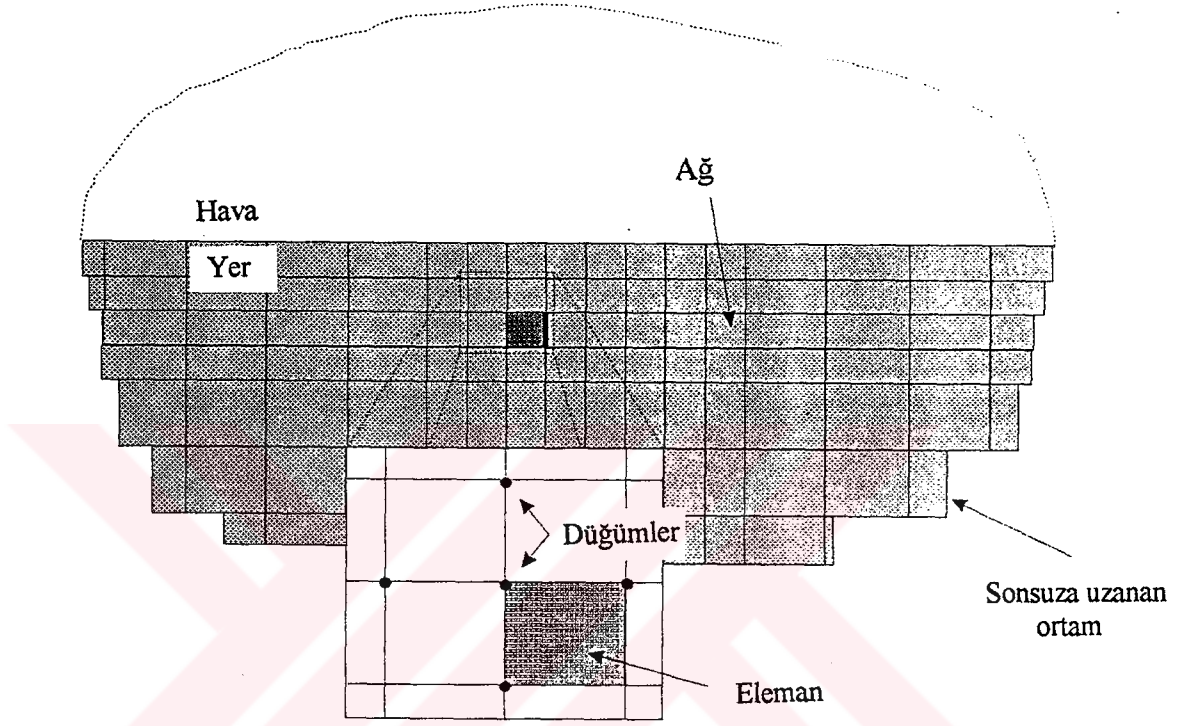 Ağ
Hava
Yer
Düğümler
Sonsuza uzanan
ortam
Eleman